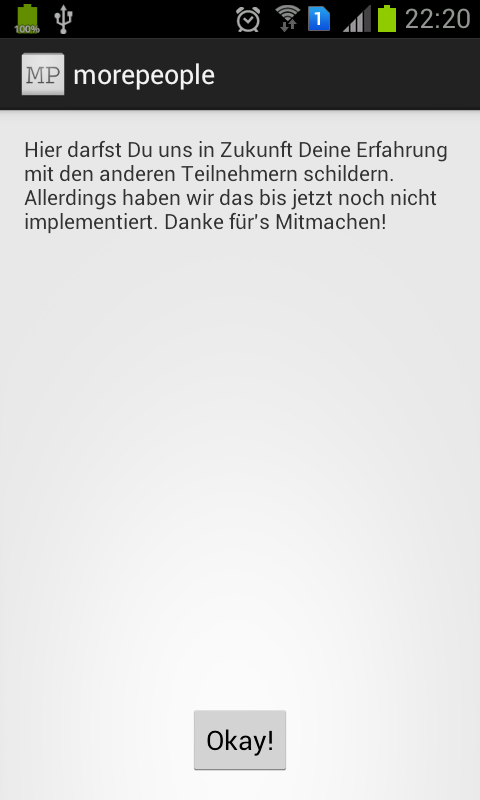 100%
1
22:20
MP
morepeople
Hier darfst Du uns in Zukunft Deine Erfahrung
mit den anderen Teilnehmern schildern.
Allerdings haben wir das bis jetzt noch nicht
implementiert. Danke für's Mitmachen!
Okay!